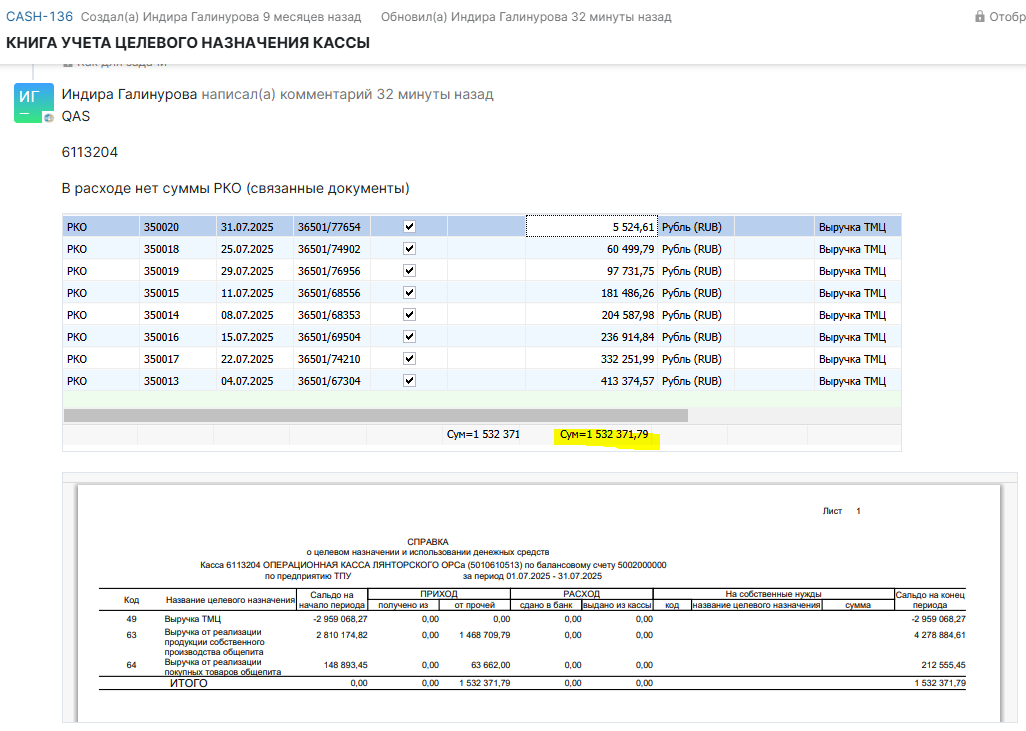 CASH-136 Создал(а) Индира Галинурова 9 месяцев назад Обновил(а) Индира Галинурова 32 минуты назад Отобр
КНИГА УЧЕТА ЦЕЛЕВОГО НАЗНАЧЕНИЯ КАССЫ
ИГ
Индира Галинурова написал(а) комментарий 32 минуты назад
QAS
6113204
В расходе нет суммы РКО (связанные документы)
РКО 350020 31.07.2025 36501/77654 5 524,61 Рубль (RUB) Выручка ТМЦ
РКО 350018 25.07.2025 36501/74902 60 499,79 Рубль (RUB) Выручка ТМЦ
РКО 350019 29.07.2025 36501/76956 97 731,75 Рубль (RUB) Выручка ТМЦ
РКО 350015 11.07.2025 36501/68556 181 486,26 Рубль (RUB) Выручка ТМЦ
РКО 350014 08.07.2025 36501/68353 204 587,98 Рубль (RUB) Выручка ТМЦ
РКО 350016 15.07.2025 36501/69504 236 914,84 Рубль (RUB) Выручка ТМЦ
РКО 350017 22.07.2025 36501/74210 332 251,99 Рубль (RUB) Выручка ТМЦ
РКО 350013 04.07.2025 36501/67304 413 374,57 Рубль (RUB) Выручка ТМЦ
Сум=1 532 371 Сум=1 532 371,79
Лист 1
СПРАВКА
о целевом назначении и использовании денежных средств
Касса 6113204 ОПЕРАЦИОННАЯ КАССА ЛЯНТОРСКОГО ОРСа (5010610513) по балансовому счету 5002000000
по предприятию ТПУ за период 01.07.2025 - 31.07.2025
Код Название целевого назначения Сальдо на начало периода ПРИХОД РАСХОД На собственные нужды Сальдо на конец периода
получено из от прочей сдано в банк выдано из кассы код название целевого назначения сумма
49 Выручка ТМЦ -2 959 068,27 0,00 0,00 0,00 0,00 -2 959 068,27
63 Выручка от реализации 2 810 174,82 0,00 1 468 709,79 0,00 0,00 4 278 884,61
продукции собственного
производства общепита
64 Выручка от реализации 148 893,45 0,00 63 662,00 0,00 0,00 212 555,45
покупных товаров общепита
ИТОГО 0,00 0,00 1 532 371,79 0,00 0,00 1 532 371,79